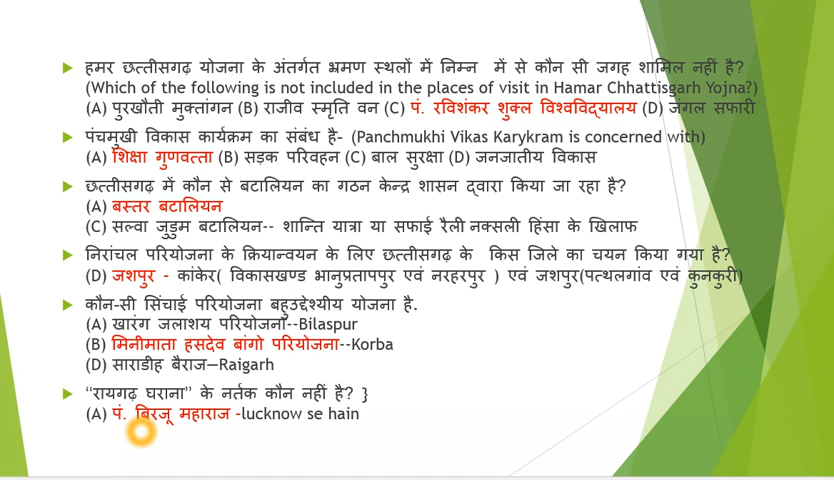 हमर छत्तीसगढ़ योजना के अंतर्गत भ्रमण स्थलों में निम्न में से कौन सी जगह शामिल नहीं है?
(Which of the following is not included in the places of visit in Hamar Chhattisgarh Yojna?)
(A) पुरखौती मुक्तांगन (B) राजीव स्मृति वन (C) पं. रविशंकर शुक्ल विश्वविद्यालय (D) जंगल सफारी
पंचमुखी विकास कार्यक्रम का संबंध है- (Panchmukhi Vikas Karykram is concerned with)
(A) शिक्षा गुणवत्ता (B) सड़क परिवहन (C) बाल सुरक्षा (D) जनजातीय विकास
छत्तीसगढ़ में कौन से बटालियन का गठन केन्द्र शासन द्वारा किया जा रहा है?
(A) बस्तर बटालियन
(C) सल्वा जुडुम बटालियन-- शान्ति यात्रा या सफाई रैली नक्सली हिंसा के खिलाफ
निरांचल परियोजना के क्रियान्वयन के लिए छत्तीसगढ़ के किस जिले का चयन किया गया है?
(D) जशपुर - कांकेर( विकासखण्ड भानुप्रतापपुर एवं नरहरपुर ) एवं जशपुर(पत्थलगांव एवं कुनकुरी)
कौन-सी सिंचाई परियोजना बहुउद्देश्यीय योजना है.
(A) खारंग जलाशय परियोजना--Bilaspur
(B) मिनीमाता हसदेव बांगो परियोजना--Korba
(D) साराडीह बैराज—Raigarh
‘‘रायगढ़ घराना’’ के नर्तक कौन नहीं है? }
(A) पं. बिरजू महाराज -lucknow se hain